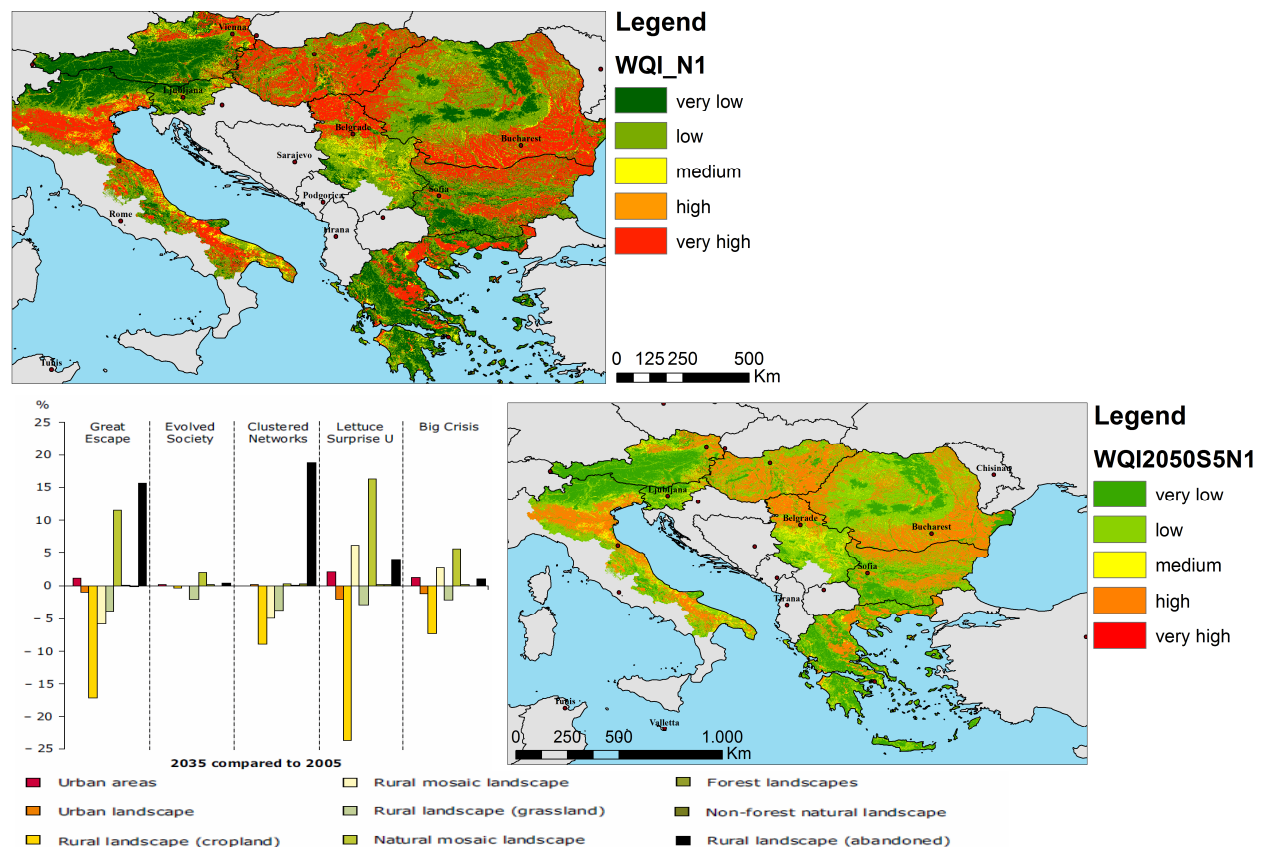 Legend
WQI_N1
very low
low
medium
high
very high
0 125 250 500
Km
Vienna
Ljubljana
Belgrade
Bucharest
Sarajevo
Podgorica
Sofia
Rome
Tirana
Tunis
%
25
20
15
10
5
0
– 5
– 10
– 15
– 20
– 25
Great
Escape
Evolved
Society
Clustered
Networks
Lettuce
Surprise U
Big Crisis
2035 compared to 2005
Urban areas
Urban landscape
Rural landscape (cropland)
Rural mosaic landscape
Rural landscape (grassland)
Natural mosaic landscape
Forest landscapes
Non-forest natural landscape
Rural landscape (abandoned)
Legend
WQI2050S5N1
very low
low
medium
high
very high
Chisinau
Ljubljana
Belgrade
Bucharest
Sofia
Tirana
Tunis
Valletta
0 250 500 1.000
Km